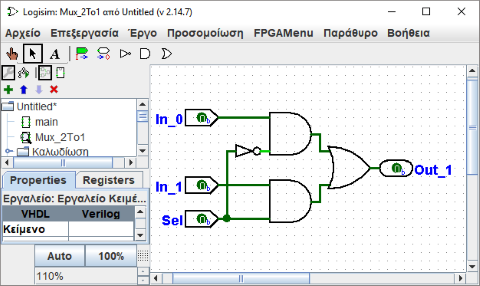 Logisim: Mux_2To1 από Untitled (v 2.14.7)
Αρχείο Επεξεργασία Έργο Προσομοίωση FPGAMenu Παράθυρο Βοήθεια
A
Untitled*
main
Mux_2To1
Καλωδίωση
Properties Registers
Εργαλείο: Εργαλείο Κειμέ...
VHDL Verilog
Κείμενο
Auto 100%
110%
In_0
In_1
Sel
Out_1